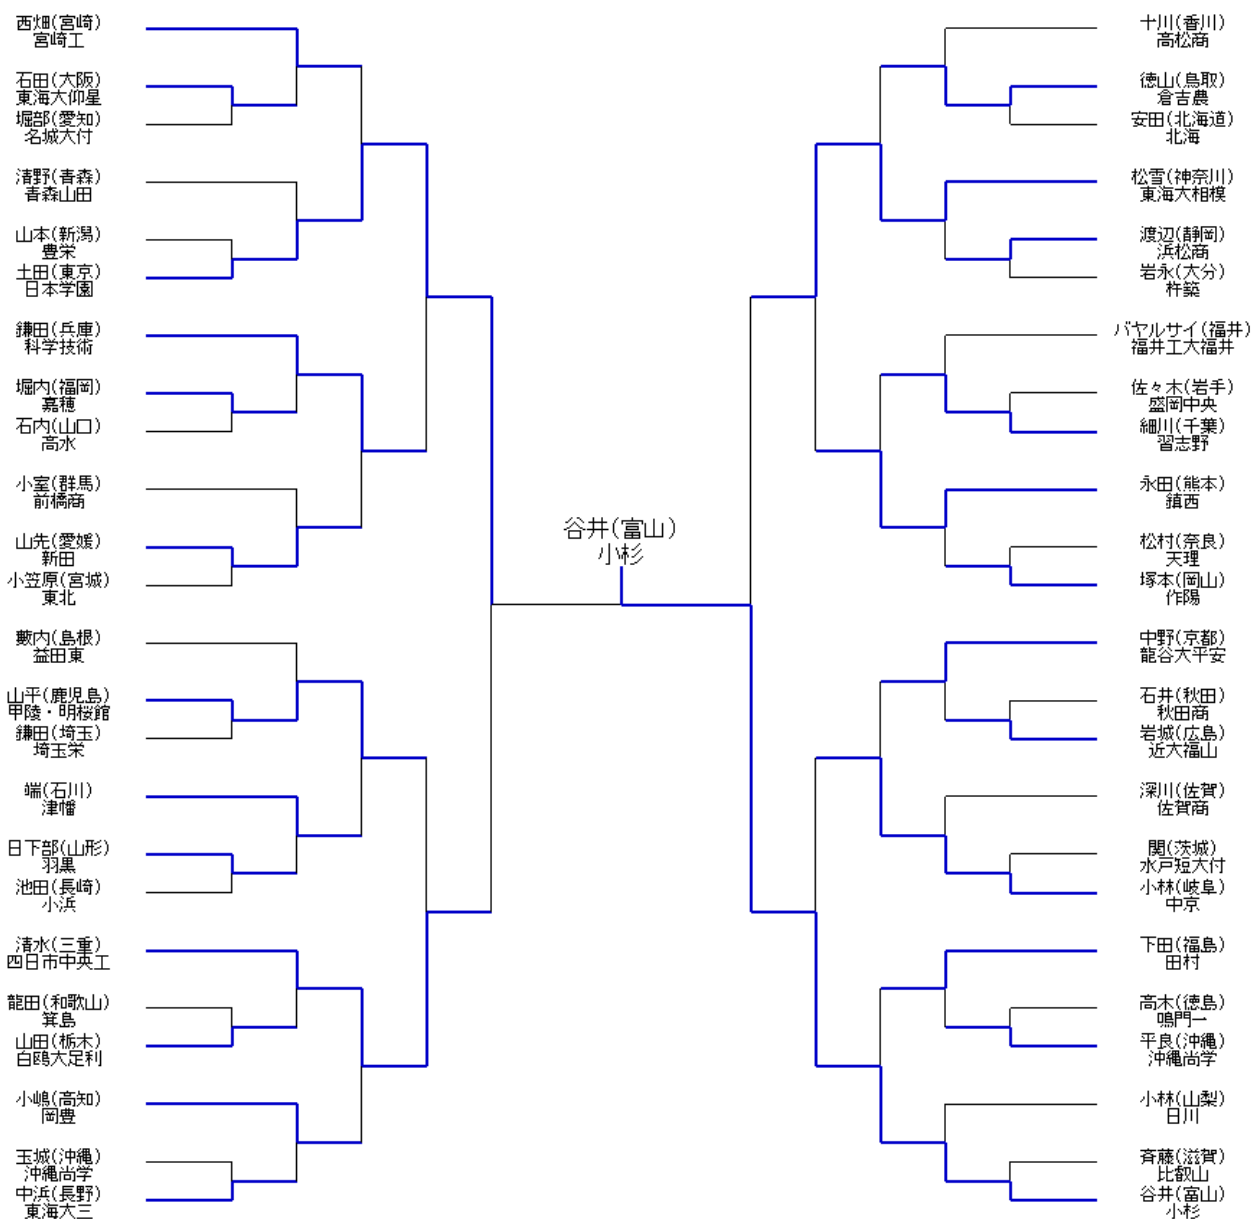 西畑(宮崎)
宮崎工
石田(大阪)
東海大仰星
堀部(愛知)
名城大付
清野(青森)
青森山田
山本(新潟)
豊栄
土田(東京)
日本学園
鎌田(兵庫)
科学技術
堀内(福岡)
嘉穂
石内(山口)
高水
小室(群馬)
前橋商
山先(愛媛)
新田
小笠原(宮城)
東北
藪内(島根)
益田東
山平(鹿児島)
甲陵・明桜館
鎌田(埼玉)
埼玉栄
端(石川)
津幡
日下部(山形)
羽黒
池田(長崎)
小浜
清水(三重)
四日市中央工
龍田(和歌山)
箕島
山田(栃木)
白鴎大足利
小嶋(高知)
岡豊
玉城(沖縄)
沖縄尚学
中浜(長野)
東海大三
谷井(富山)
小杉
十川(香川)
高松商
徳山(鳥取)
倉吉農
安田(北海道)
北海
松雪(神奈川)
東海大相模
渡辺(静岡)
浜松商
岩永(大分)
杵築
バヤルサイ(福井)
福井工大福井
佐々木(岩手)
盛岡中央
細川(千葉)
習志野
永田(熊本)
鎮西
松村(奈良)
天理
塚本(岡山)
作陽
中野(京都)
龍谷大平安
石井(秋田)
秋田商
岩城(広島)
近大福山
深川(佐賀)
佐賀商
関(茨城)
水戸短大付
小林(岐阜)
中京
下田(福島)
田村
高木(徳島)
鳴門一
平良(沖縄)
沖縄尚学
小林(山梨)
日川
斉藤(滋賀)
比叡山
谷井(富山)
小杉